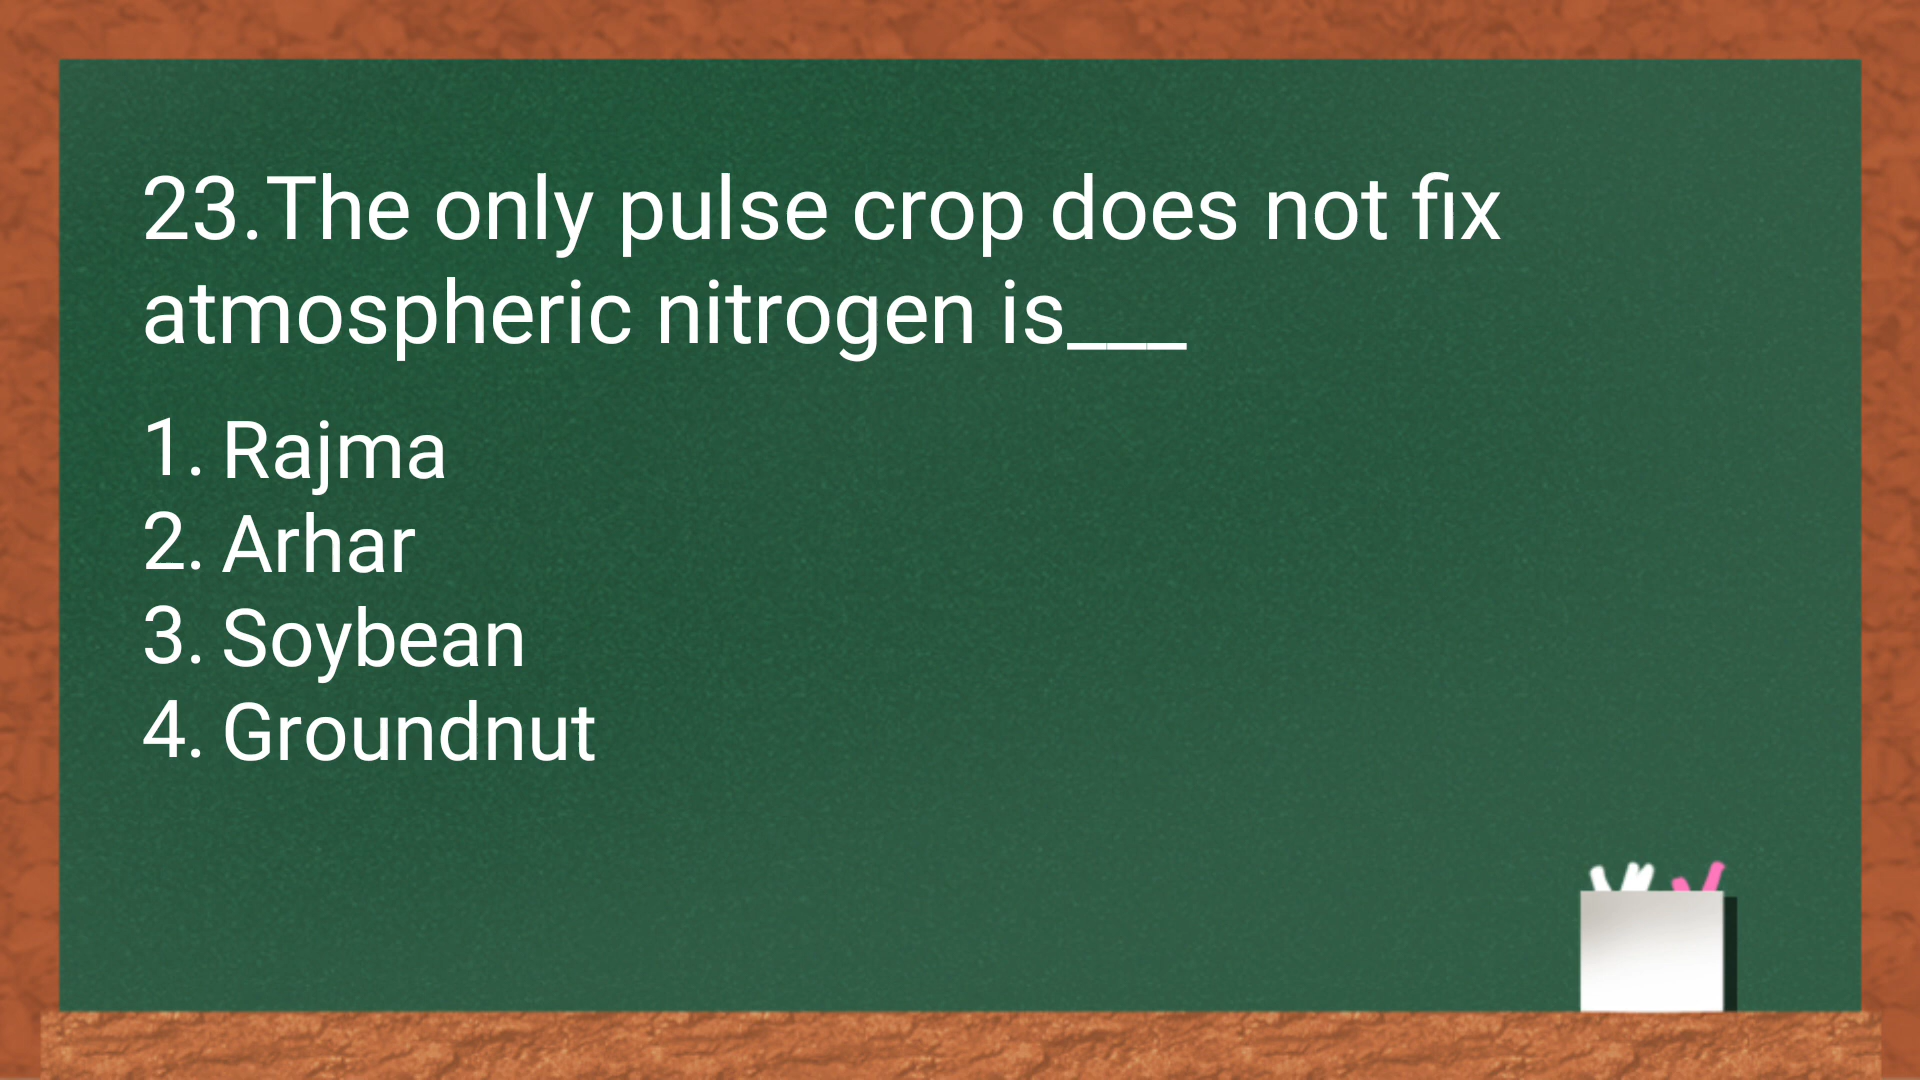 23.The only pulse crop does not fix
atmospheric nitrogen is___
1. Rajma
2. Arhar
3. Soybean
4. Groundnut